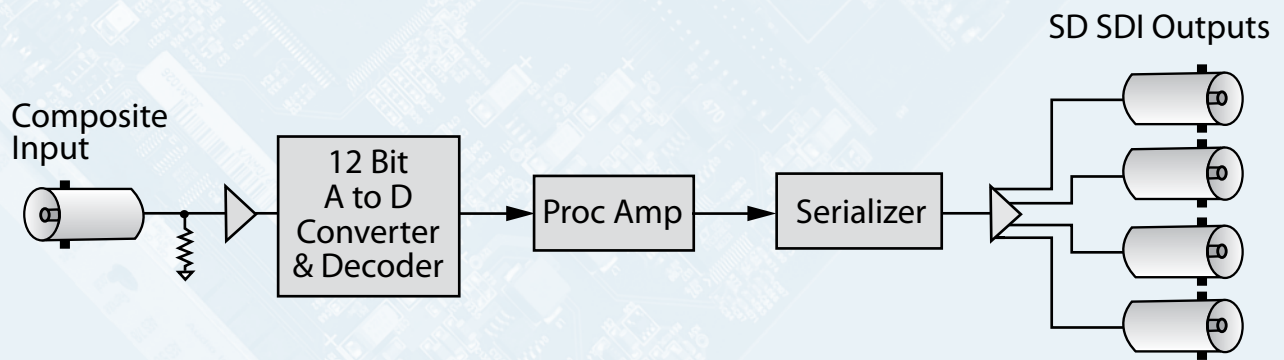 SD SDI Outputs
Composite
Input
12 Bit
A to D
Converter
& Decoder
Proc Amp
Serializer